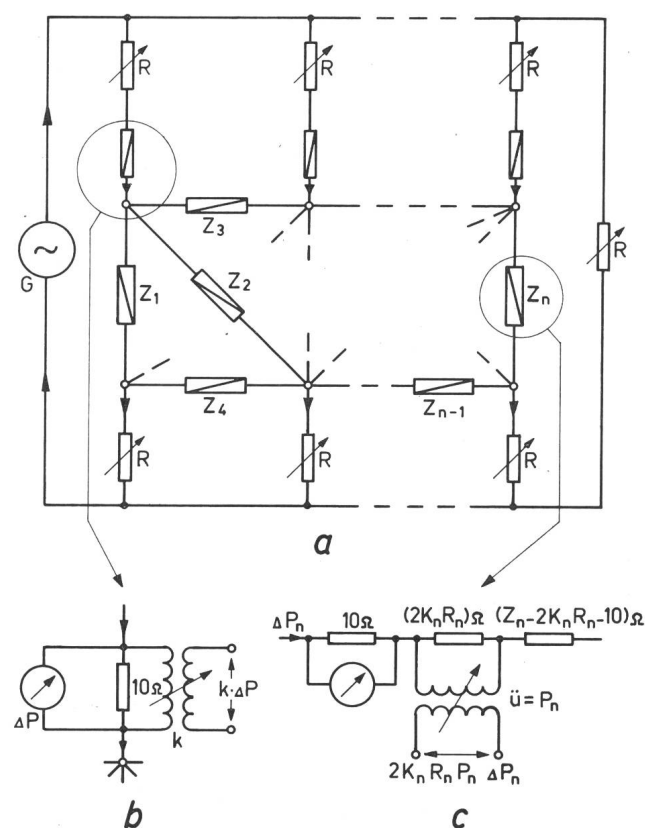 R R R
~
G
Z₃
Z₁ Z₂ Zₙ R
Z₄ Zₙ₋₁
R R R
a
ΔPₙ 10Ω (2KₙRₙ)Ω (Zₙ-2KₙRₙ-10)Ω
ΔP 10Ω k·ΔP
k
ü=Pₙ
2KₙRₙPₙ ΔPₙ
b c